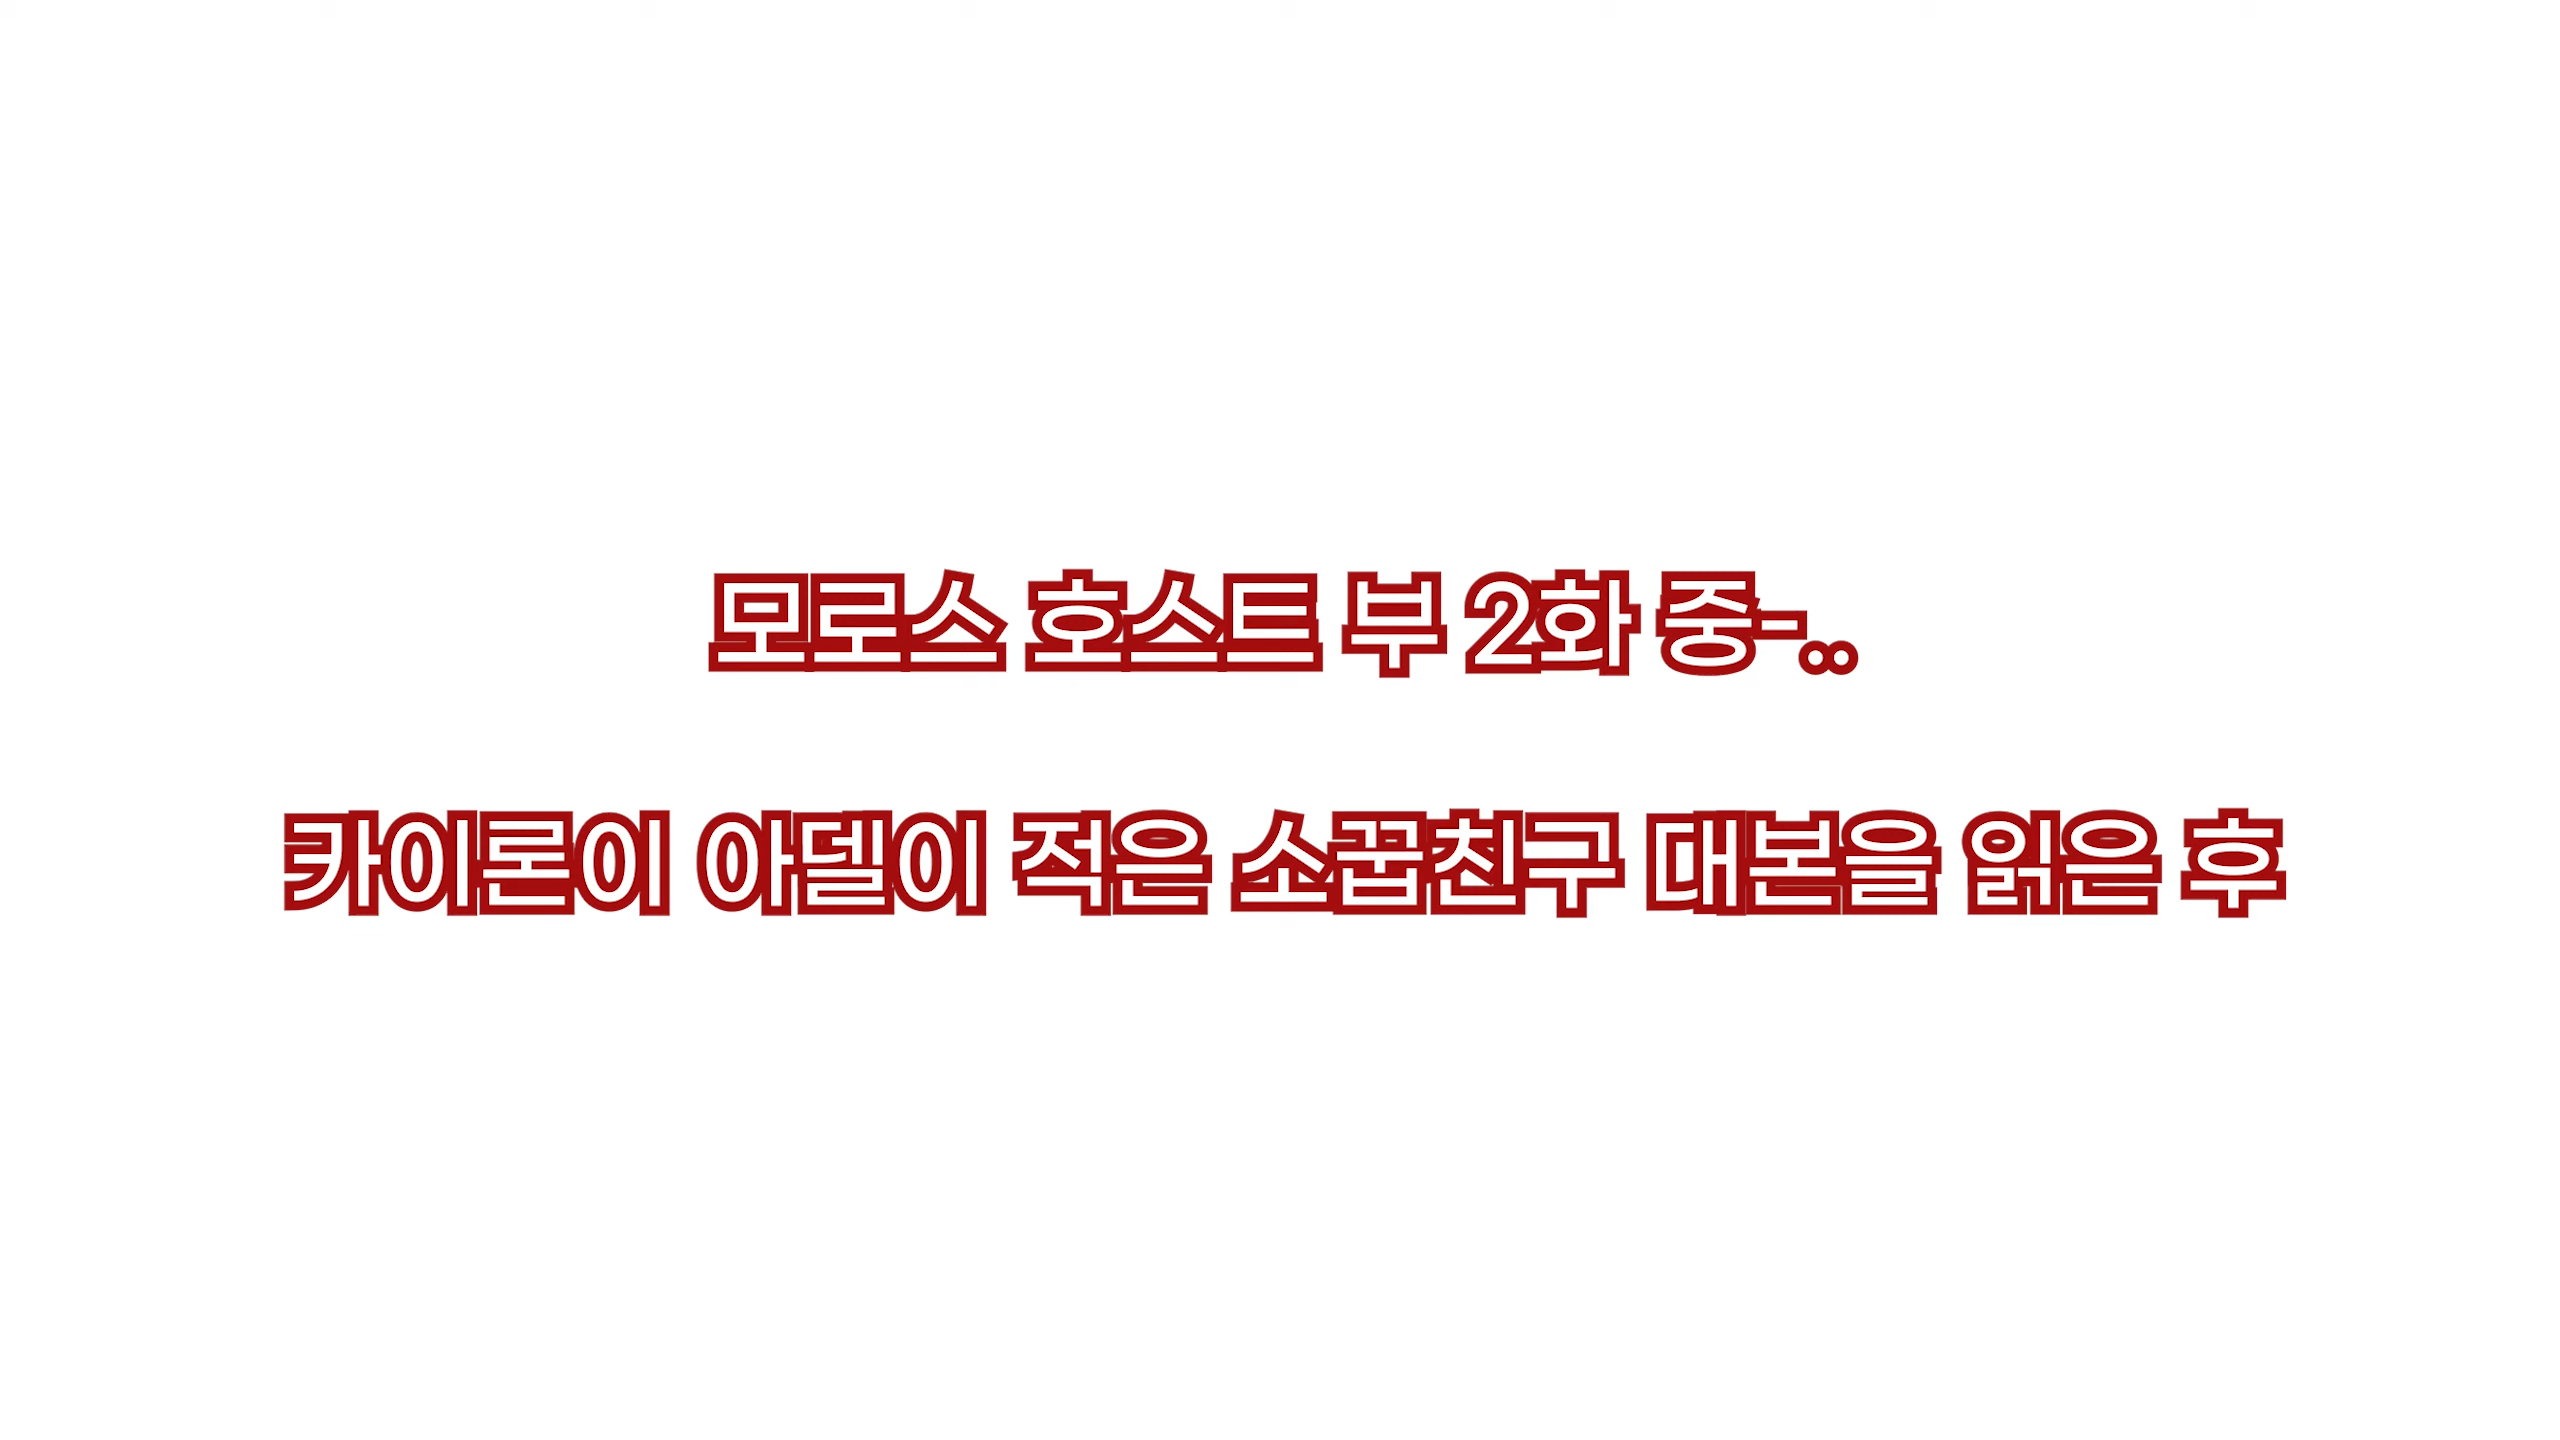 모로스 호스트 부 2화 중-..
카이론이 아델이 적은 소꿉친구 대본을 읽은 후